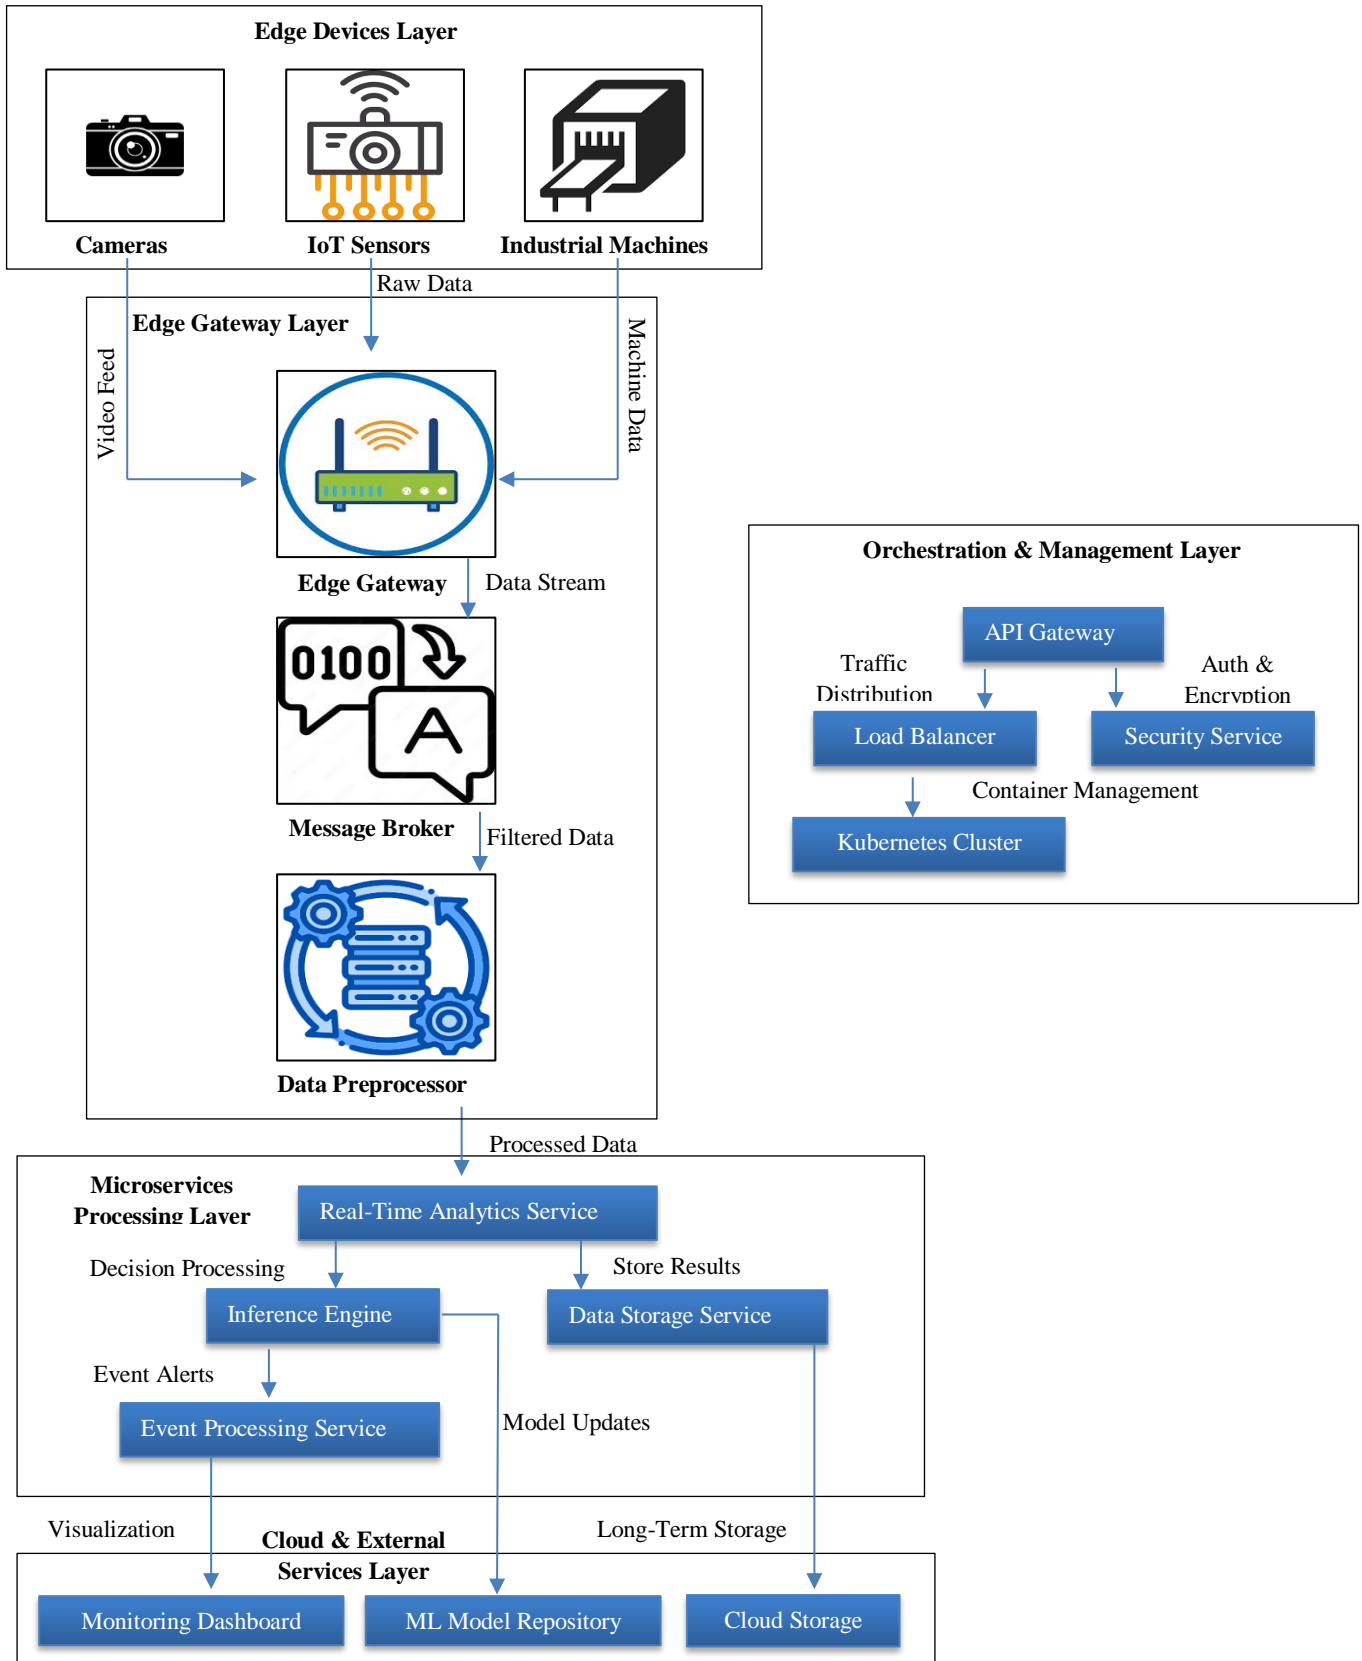 Edge Devices Layer
Cameras
IoT Sensors
Industrial Machines
Raw Data
Edge Gateway Layer
Video Feed
Machine Data
Edge Gateway
Data Stream
0100
A
Message Broker
Filtered Data
Data Preprocessor
Processed Data
Orchestration & Management Layer
API Gateway
Traffic
Distribution
Auth &
Encryption
Load Balancer
Security Service
Container Management
Kubernetes Cluster
Microservices
Processing Layer
Real-Time Analytics Service
Decision Processing
Store Results
Inference Engine
Data Storage Service
Event Alerts
Event Processing Service
Model Updates
Visualization
Cloud & External
Services Layer
Long-Term Storage
Monitoring Dashboard
ML Model Repository
Cloud Storage